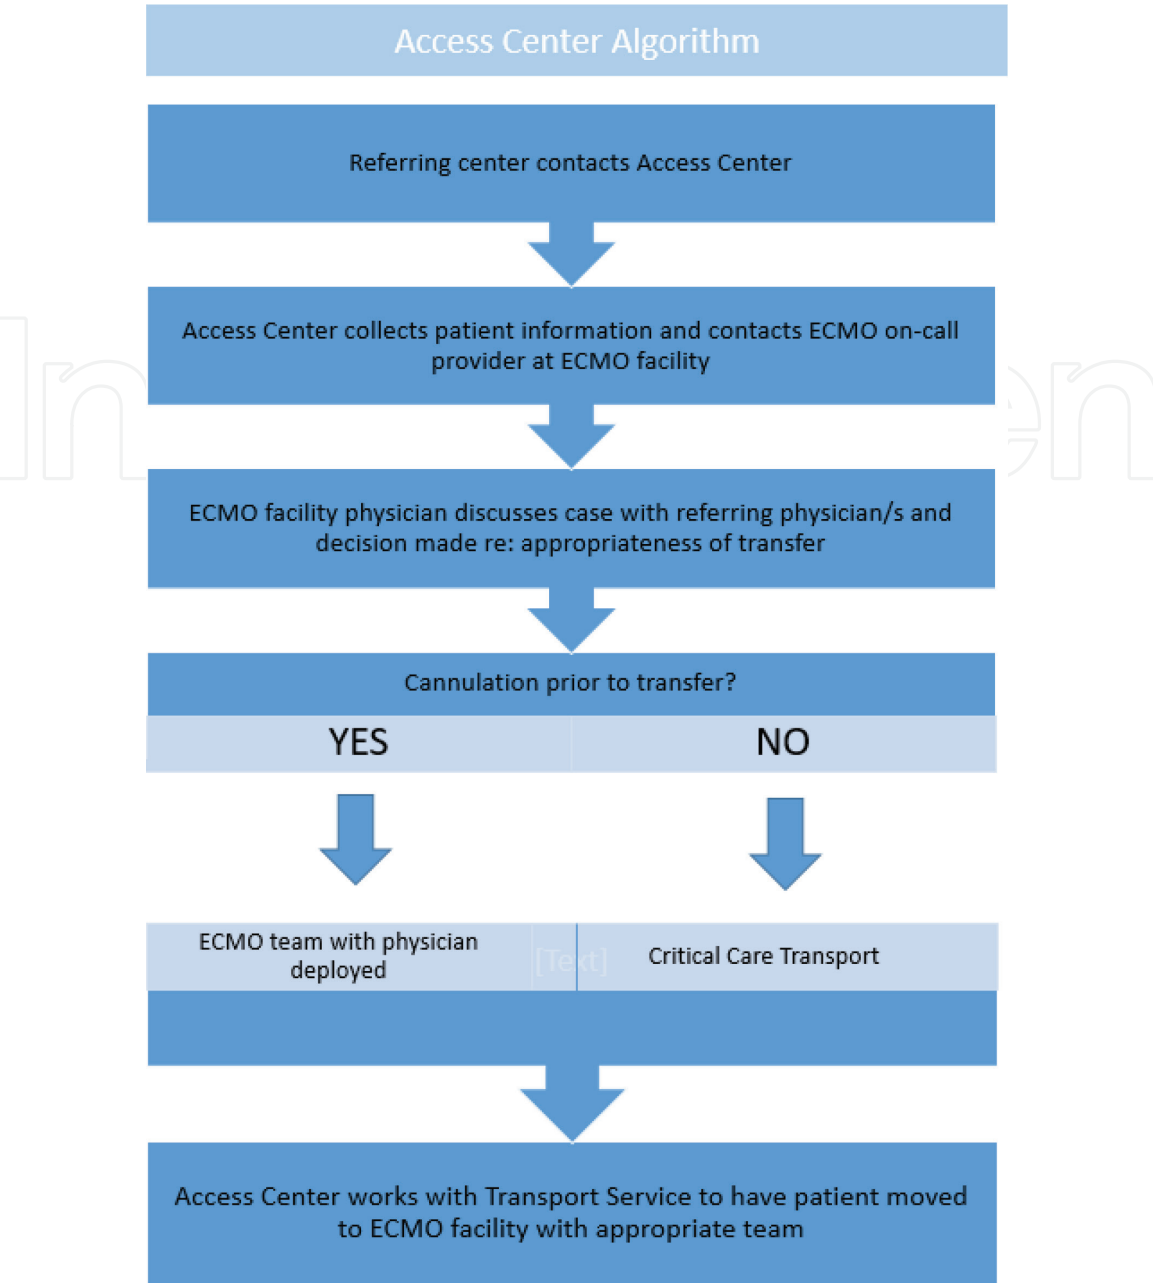 Access Center Algorithm
Referring center contacts Access Center
Access Center collects patient information and contacts ECMO on-call
provider at ECMO facility
ECMO facility physician discusses case with referring physician/s and
decision made re: appropriateness of transfer
Cannulation prior to transfer?
YES
NO
ECMO team with physician
deployed
[Text]
Critical Care Transport
Access Center works with Transport Service to have patient moved
to ECMO facility with appropriate team